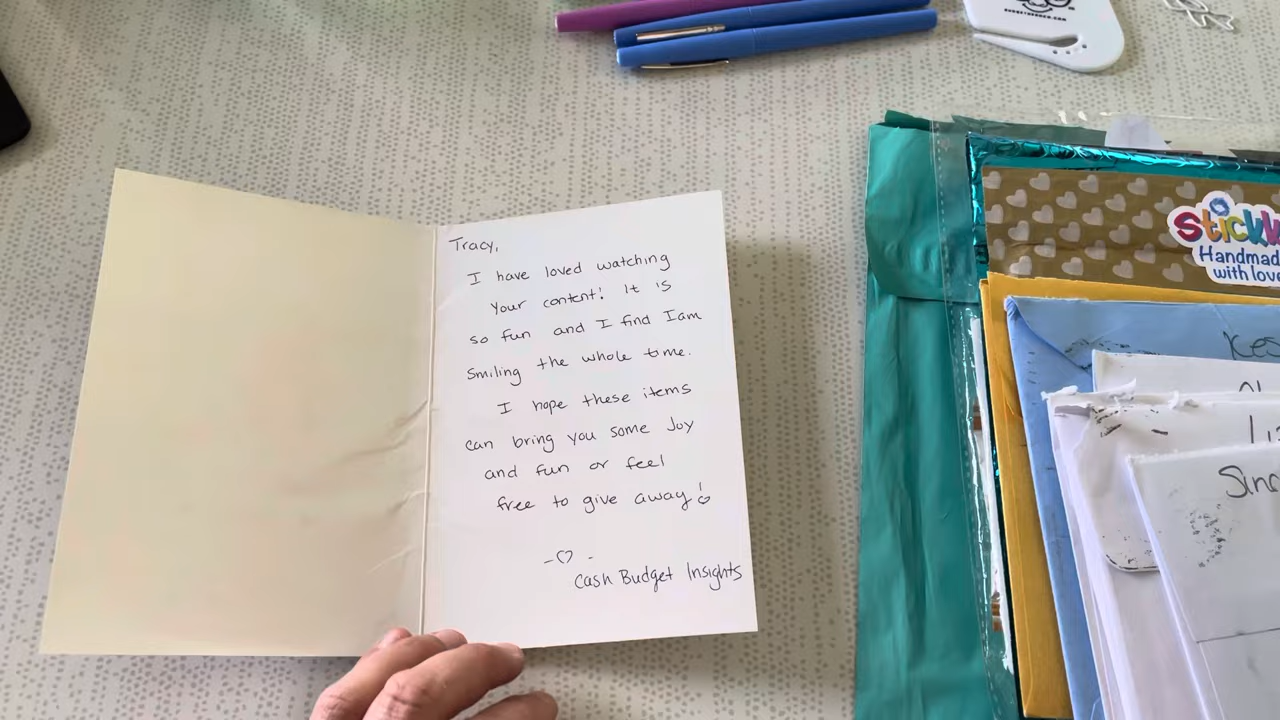 Tracy,
I have loved watching
your content! It is
so fun and I find I am
smiling the whole time.
I hope these items
can bring you some Joy
and fun or feel
free to give away!
-♡-
Cash Budget Insights
Handmad
with love
Sinc